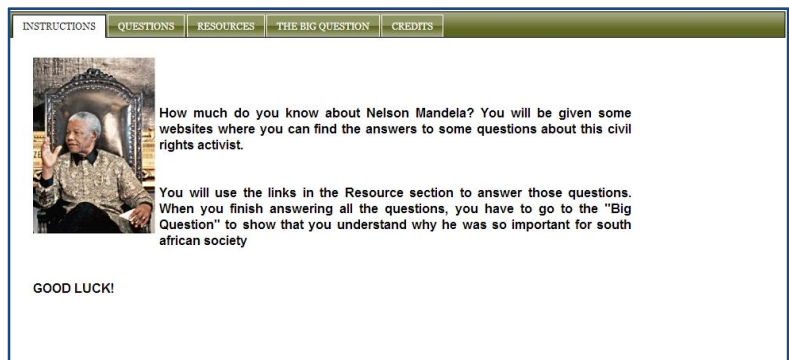 INSTRUCTIONS QUESTIONS RESOURCES THE BIG QUESTION CREDITS
How much do you know about Nelson Mandela? You will be given some
websites where you can find the answers to some questions about this civil
rights activist.
You will use the links in the Resource section to answer those questions.
When you finish answering all the questions, you have to go to the "Big
Question" to show that you understand why he was so important for south
african society
GOOD LUCK!